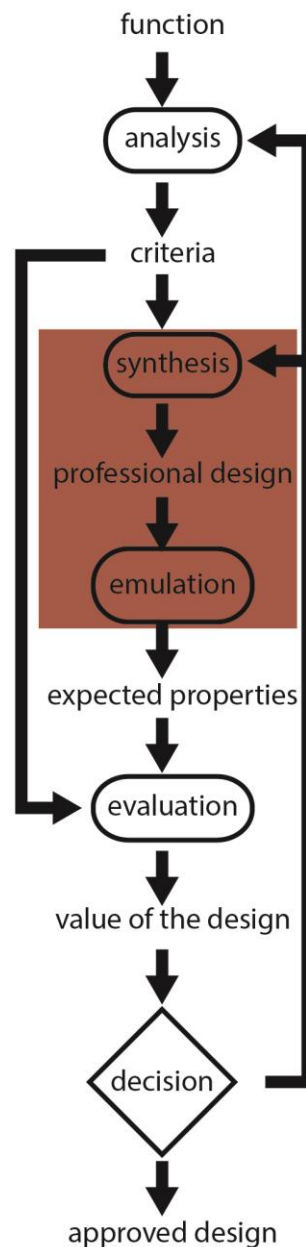 function
analysis
criteria
synthesis
professional design
emulation
expected properties
evaluation
value of the design
decision
approved design